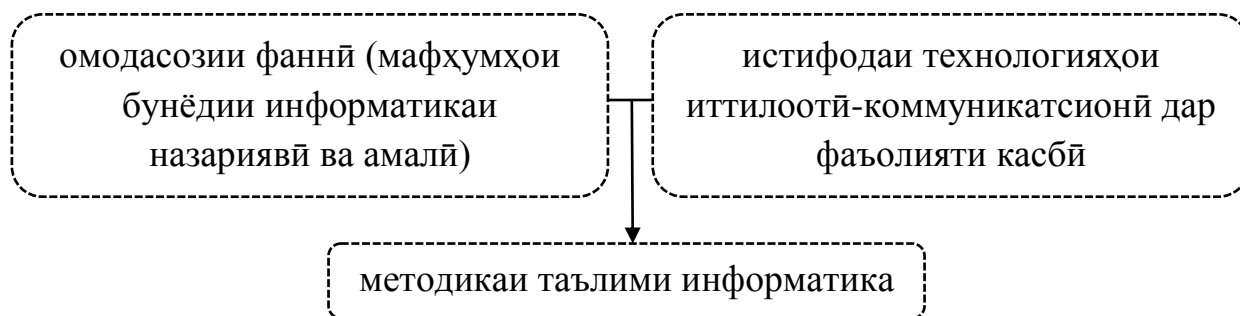 омодасозии фаннӣ (мафҳумҳои
бунёдии информатикаи
назариявӣ ва амалӣ)
истифодаи технологияҳои
иттилоотӣ-коммуникатсионӣ дар
фаъолияти касбӣ
методикаи таълими информатика